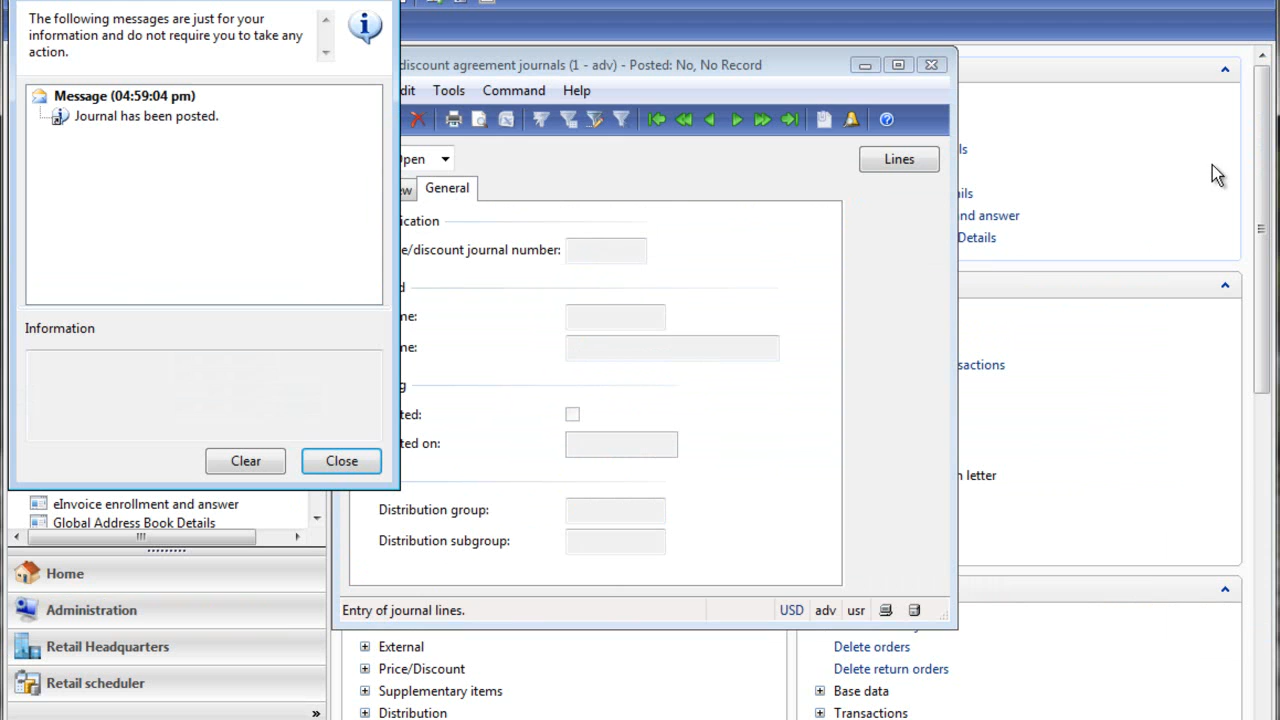 The following messages are just for your
information and do not require you to take any
action.
Message (04:59:04 pm)
Journal has been posted.
Information
Clear
Close
discount agreement journals (1 - adv) - Posted: No, No Record
dit
Tools
Command
Help
Open
Lines
ew
General
ication
e/discount journal number:
d
me:
me:
g
ted:
ted on:
Distribution group:
Distribution subgroup:
Entry of journal lines.
USD
adv
usr
ls
ils
and answer
Details
sactions
n letter
eInvoice enrollment and answer
Global Address Book Details
Home
Administration
Retail Headquarters
Retail scheduler
External
Price/Discount
Supplementary items
Distribution
Delete orders
Delete return orders
Base data
Transactions